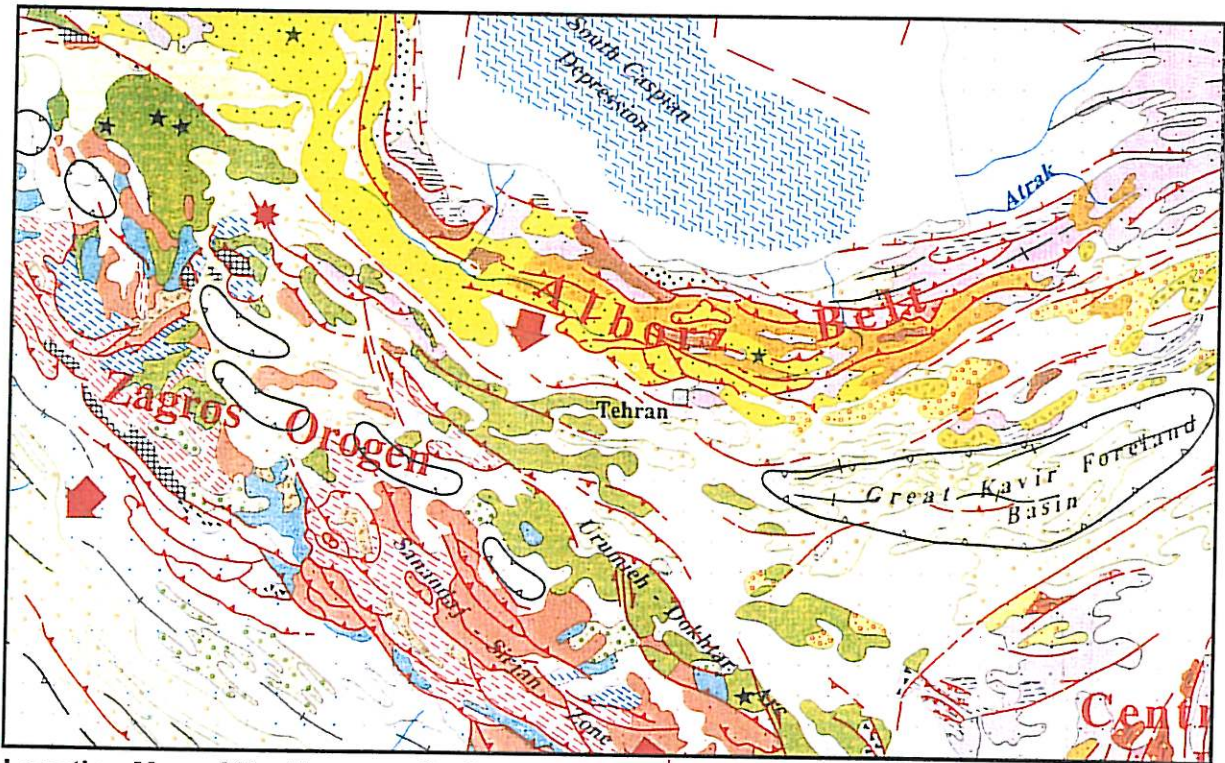 South Caspian
Depression
Atrak
Alborz Belt
Tehran
Zagros Orogen
Great Kavir Foreland
Basin
Urumieh - Dokhtar
Sanandaj - Sirjan
Zone
Centr